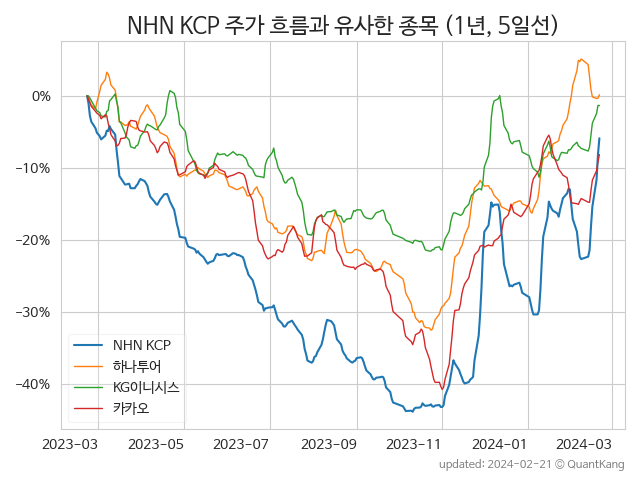 NHN KCP 주가 흐름과 유사한 종목 (1년, 5일선)
0%
−10%
−20%
−30%
−40%
NHN KCP
하나투어
KG이니시스
카카오
2023-03 2023-05 2023-07 2023-09 2023-11 2024-01 2024-03
updated: 2024-02-21 © QuantKang